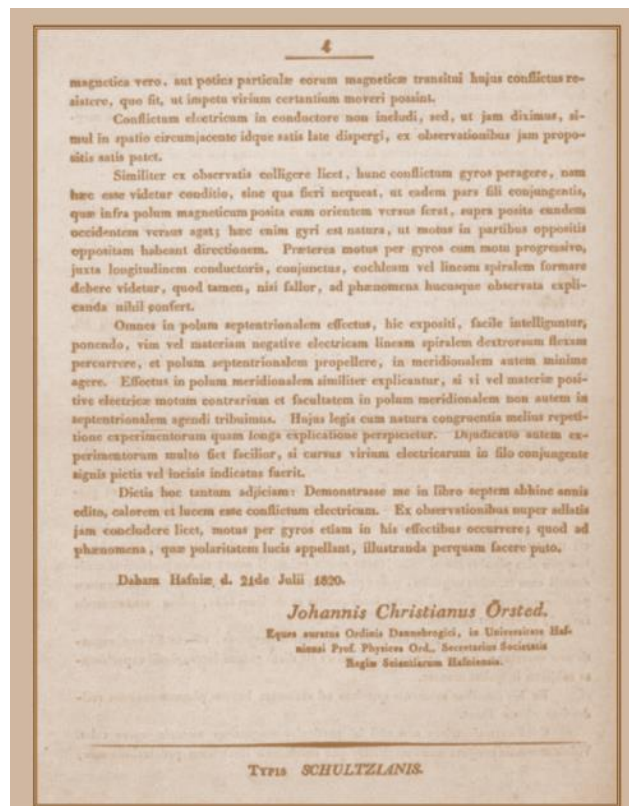 4
magnetica vero, aut potius particulæ eorum magneticæ transitui hujus conflictus re-
sistere, quo fit, ut impetu virium certantium moveri possint.
Conflictum electricum in conductore non includi, sed, ut jam diximus, si-
mul in spatio circumjacente idque satis late dispergi, ex observationibus jam propo-
sitis satis patet.
Similiter ex observatis colligere licet, hunc conflictum gyros peragere, nam
hæc esse videtur conditio, sine qua fieri nequeat, ut eadem pars fili conjungentis,
quæ infra polum magneticum posita eum orientem versus ferat, supra posita eundem
occidentem versus agat; hæc enim gyri est natura, ut motus in partibus oppositis
oppositam habeant directionem. Præterea motus per gyros cum motu progressivo,
juxta longitudinem conductoris, conjunctus, cochleam vel lineam spiralem formare
debere videtur, quod tamen, nisi fallor, ad phænomena hucusque observata expli-
canda nihil confert.
Omnes in polum septentrionalem effectus, hic expositi, facile intelliguntur,
ponendo, vim vel materiam negative electricam lineam spiralem dextrorsum flexam
percurrere, et polum septentrionalem propellere, in meridionalem autem minime
agere. Effectus in polum meridionalem similiter explicantur, si vi vel materiæ posi-
tive electricæ motum contrarium et facultatem in polum meridionalem non autem in
septentrionalem agendi tribuimus. Hujus legis cum natura congruentia melius repeti-
tione experimentorum quam longa explicatione perspicietur. Dijudicatio autem ex-
perimentorum multo fiet facilior, si cursus virium electricarum in filo conjungente
signis pictis vel incisis indicatus fuerit.
Dictis hoc tantum adjiciam: Demonstrasse me in libro septem abhinc annis
edito, calorem et lucem esse conflictum electricum. Ex observationibus nuper adlatis
jam concludere licet, motus per gyros etiam in his effectibus occurrere; quod ad
phænomena, quæ polaritatem lucis appellant, illustranda perquam facere puto.
Dabam Hafniæ, d. 21de Julii 1820.
Johannis Christianus Örsted.
Eques auratus Ordinis Dannebrogici, in Universitate Haf-
niensi Prof. Physices Ord., Secretarius Societatis
Regiæ Scientiarum Hafniensis.
TYPIS SCHULTZIANIS.